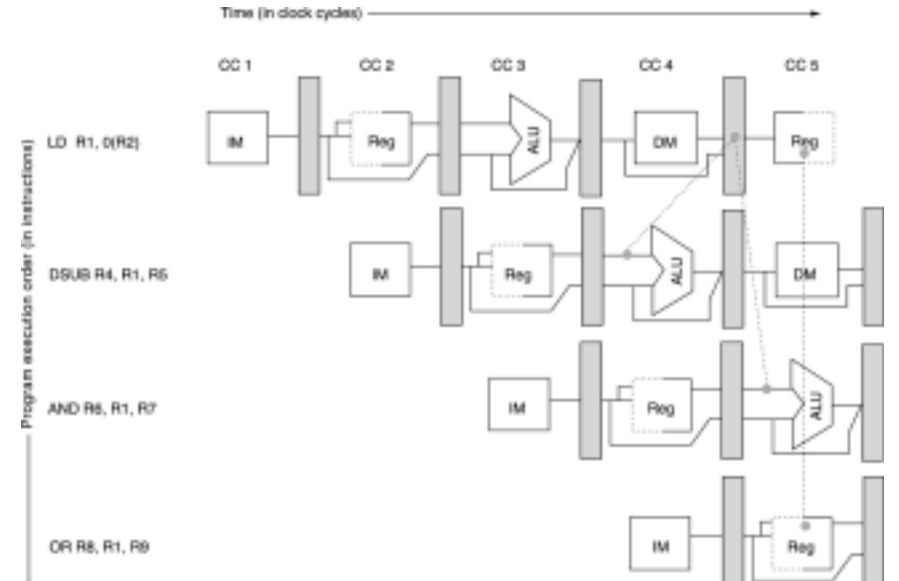 Time (in clock cycles)
CC 1 CC 2 CC 3 CC 4 CC 5
Program execution order (in instructions)
LD R1, 0(R2) IM Reg ALU DM Reg
DSUB R4, R1, R5 IM Reg ALU DM
AND R6, R1, R7 IM Reg ALU
OR R8, R1, R9 IM Reg